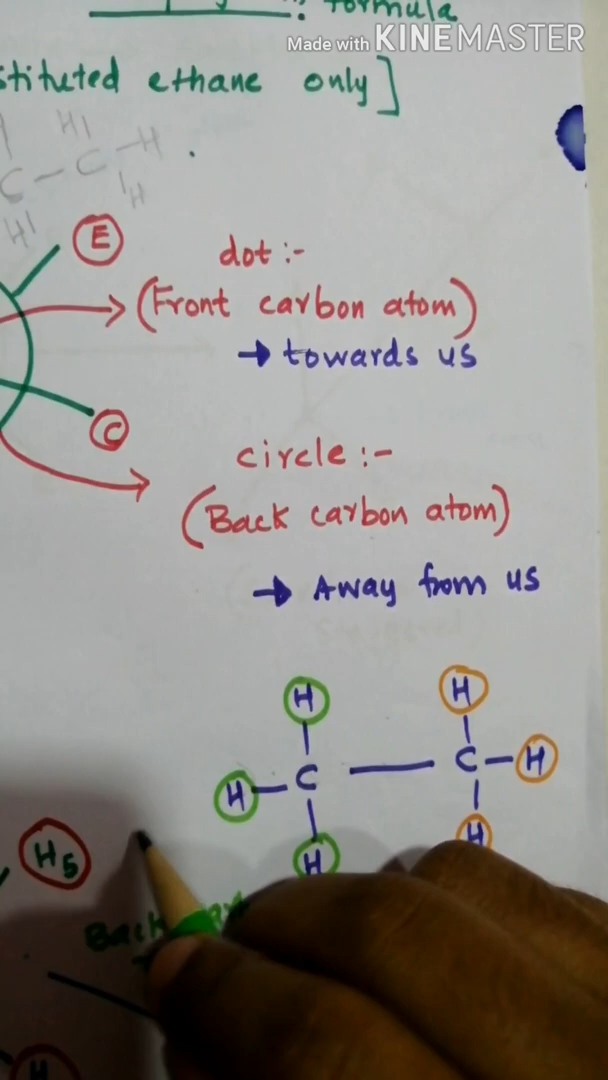 formula
Made with KINEMASTER
stituted ethane only]
H
C - C - H
H
H
E
dot :-
(Front carbon atom)
→ towards us
C
circle :-
(Back carbon atom)
→ Away from us
H H
H - C — C - H
H H
H5
Back
H